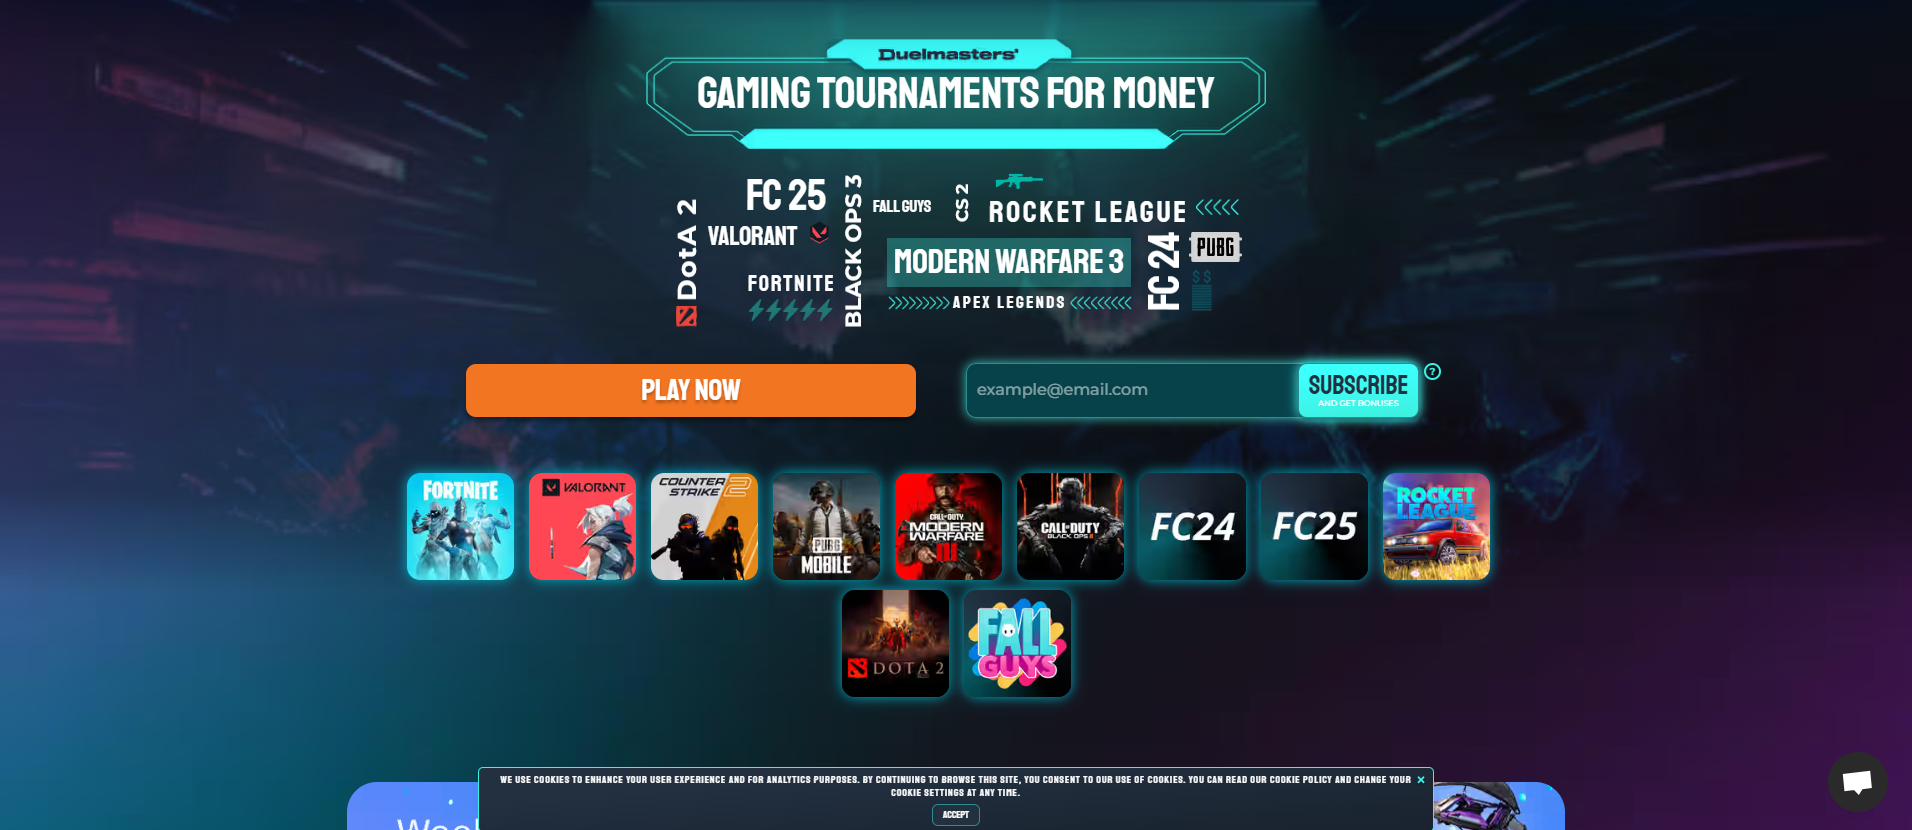 Duelmasters
GAMING TOURNAMENTS FOR MONEY
DotA 2
FC 25
VALORANT
FORTNITE
BLACK OPS 3
FALL GUYS
CS 2
ROCKET LEAGUE
MODERN WARFARE 3
APEX LEGENDS
FC 24
PUBG
$ $
PLAY NOW
example@email.com
SUBSCRIBE
AND GET BONUSES
?
FORTNITE
VALORANT
COUNTER
STRIKE 2
PUBG
MOBILE
CALL OF DUTY
MODERN
WARFARE
III
CALL OF DUTY
BLACK OPS III
FC24
FC25
ROCKET
LEAGUE
DOTA 2
FALL
GUYS
WE USE COOKIES TO ENHANCE YOUR USER EXPERIENCE AND FOR ANALYTICS PURPOSES. BY CONTINUING TO BROWSE THIS SITE, YOU CONSENT TO OUR USE OF COOKIES. YOU CAN READ OUR COOKIE POLICY AND CHANGE YOUR
COOKIE SETTINGS AT ANY TIME.
ACCEPT